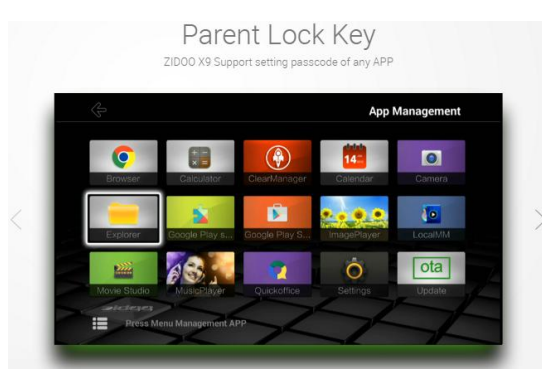 Parent Lock Key
ZIDOO X9 Support setting passcode of any APP
App Management
Browser
Calculator
ClearManager
Calendar
Camera
14
Explorer
Google Play s...
Google Play S...
ImagePlayer
LocalMM
Movie Studio
MusicPlayer
Quickoffice
Settings
Update
ota
Press Menu Management APP